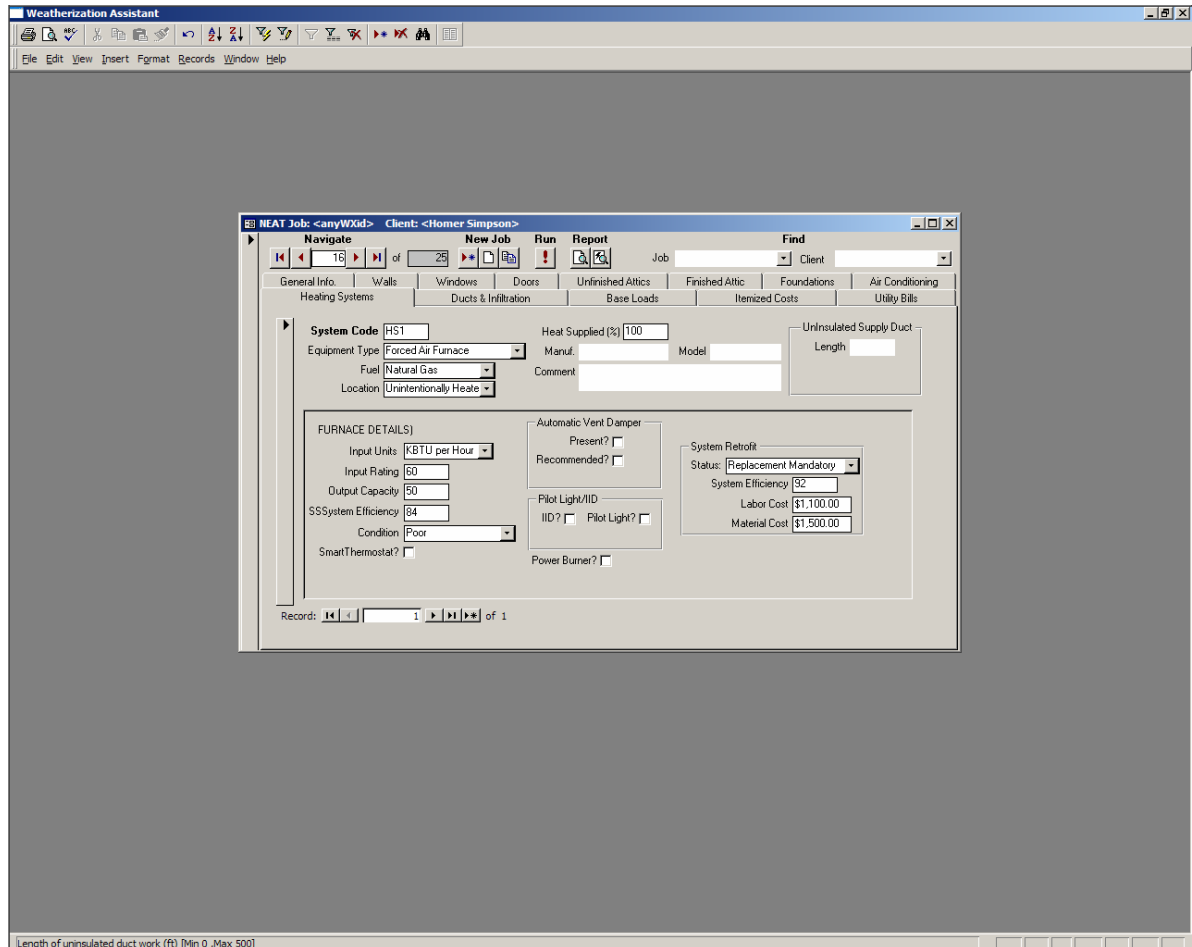 Weatherization Assistant
File Edit View Insert Format Records Window Help
NEAT Job: <anyWXid> Client: <Homer Simpson>
Navigate New Job Run Report Find
16 of 25 Job Client
General Info. Walls Windows Doors Unfinished Attics Finished Attic Foundations Air Conditioning
Heating Systems Ducts & Infiltration Base Loads Itemized Costs Utility Bills
System Code HS1 Heat Supplied (%) 100 UnInsulated Supply Duct
Equipment Type Forced Air Furnace Manuf. Model Length
Fuel Natural Gas Comment
Location Unintentionally Heate
FURNACE DETAILS) Automatic Vent Damper
Input Units KBTU per Hour Present? System Retrofit
Input Rating 60 Recommended? Status: Replacement Mandatory
Output Capacity 50 System Efficiency 92
SSSystem Efficiency 84 Pilot Light/IID Labor Cost $1,100.00
Condition Poor IID? Pilot Light? Material Cost $1,500.00
SmartThermostat? Power Burner?
Record: 1 of 1
Length of uninsulated duct work (ft) [Min 0 ,Max 500]